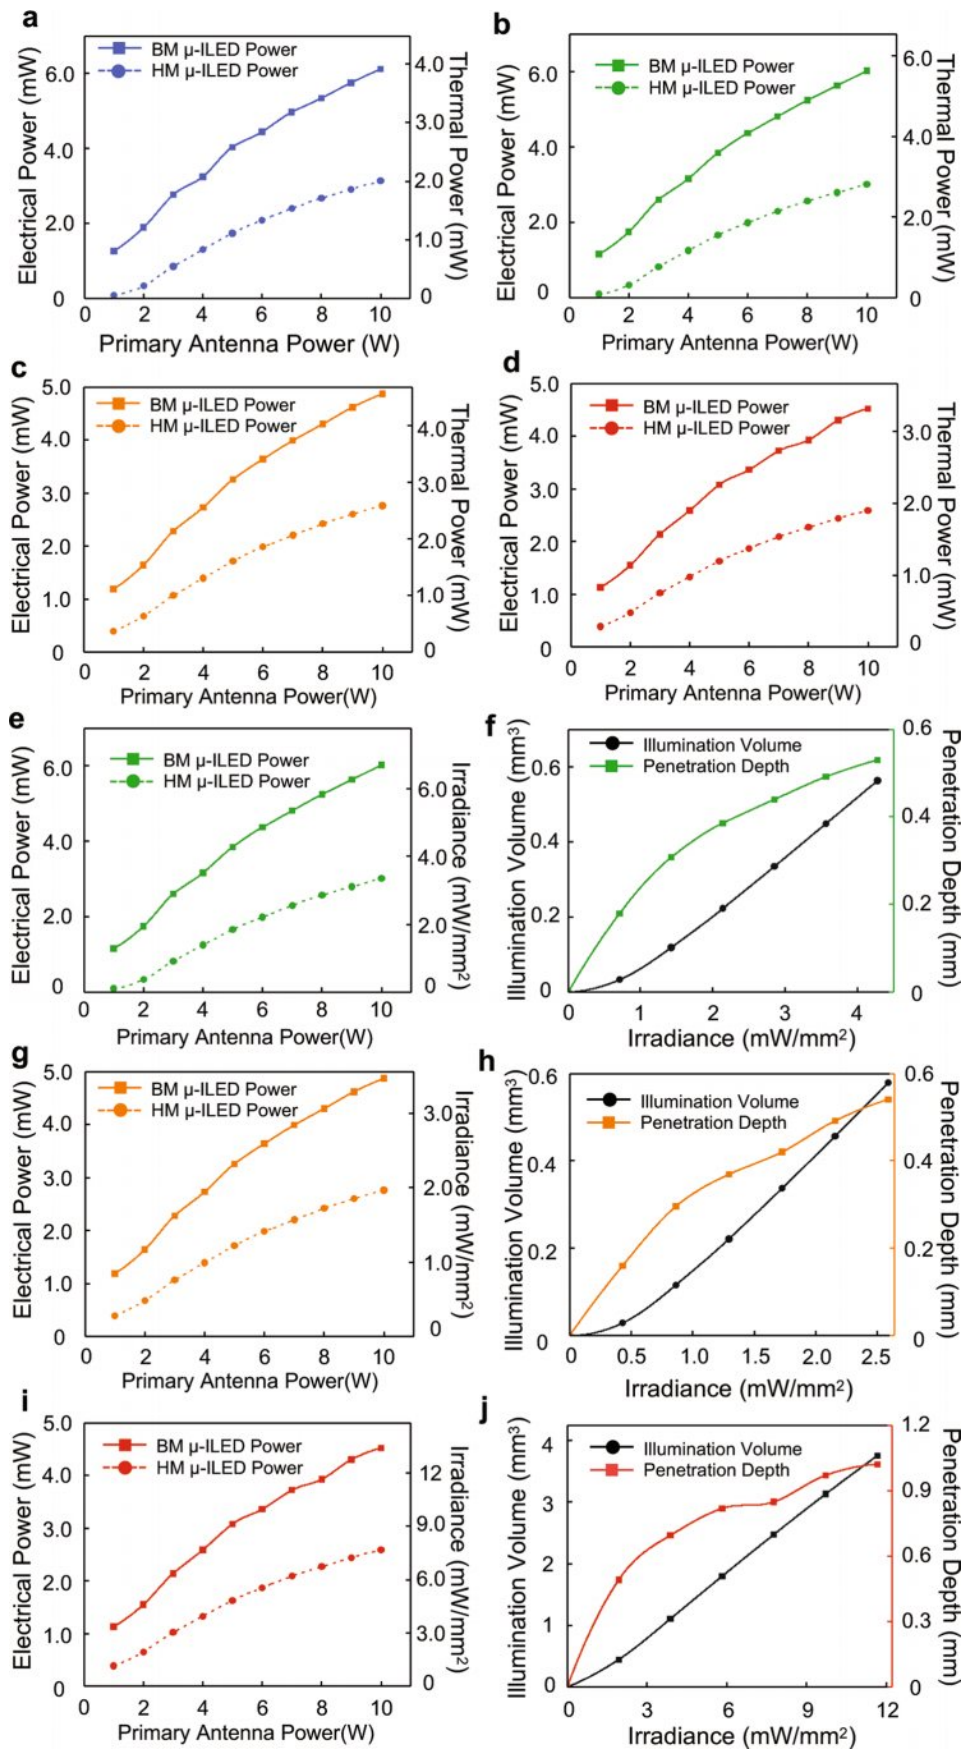 a
BM µ-ILED Power
HM µ-ILED Power
Electrical Power (mW)
6.0
4.0
2.0
0
Thermal Power (mW)
4.0
3.0
2.0
1.0
0
0 2 4 6 8 10
Primary Antenna Power (W)
b
BM µ-ILED Power
HM µ-ILED Power
Electrical Power (mW)
6.0
4.0
2.0
0
Thermal Power (mW)
6.0
4.0
2.0
0
0 2 4 6 8 10
Primary Antenna Power(W)
c
BM µ-ILED Power
HM µ-ILED Power
Electrical Power (mW)
5.0
4.0
3.0
2.0
1.0
0
Thermal Power (mW)
4.0
3.0
2.0
1.0
0
0 2 4 6 8 10
Primary Antenna Power(W)
d
BM µ-ILED Power
HM µ-ILED Power
Electrical Power (mW)
5.0
4.0
3.0
2.0
1.0
0
Thermal Power (mW)
3.0
2.0
1.0
0
0 2 4 6 8 10
Primary Antenna Power(W)
e
BM µ-ILED Power
HM µ-ILED Power
Electrical Power (mW)
6.0
4.0
2.0
0
Irradiance (mW/mm²)
6.0
4.0
2.0
0
0 2 4 6 8 10
Primary Antenna Power(W)
f
Illumination Volume
Penetration Depth
Illumination Volume (mm³)
0.6
0.4
0.2
0
Penetration Depth (mm)
0.6
0.4
0.2
0
0 1 2 3 4
Irradiance (mW/mm²)
g
BM µ-ILED Power
HM µ-ILED Power
Electrical Power (mW)
5.0
4.0
3.0
2.0
1.0
0
Irradiance (mW/mm²)
3.0
2.0
1.0
0
0 2 4 6 8 10
Primary Antenna Power(W)
h
Illumination Volume
Penetration Depth
Illumination Volume (mm³)
0.6
0.4
0.2
0
Penetration Depth (mm)
0.6
0.4
0.2
0
0 0.5 1.0 1.5 2.0 2.5
Irradiance (mW/mm²)
i
BM µ-ILED Power
HM µ-ILED Power
Electrical Power (mW)
5.0
4.0
3.0
2.0
1.0
0
Irradiance (mW/mm²)
12
9.0
6.0
3.0
0
0 2 4 6 8 10
Primary Antenna Power(W)
j
Illumination Volume
Penetration Depth
Illumination Volume (mm³)
4
3
2
1
0
Penetration Depth (mm)
1.2
0.9
0.6
0.3
0
0 3 6 9 12
Irradiance (mW/mm²)